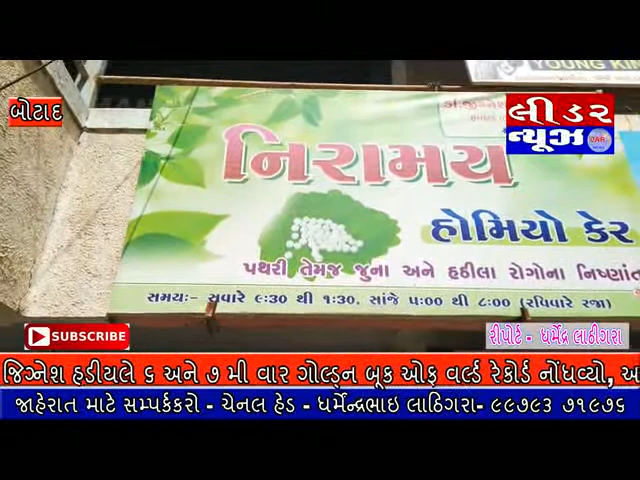 YOUNG KIN
બોટાદ
ડૉ.જીજ્ઞેશ
લીડર
ન્યૂઝ
નિરામય
હોમિયો કેર
પથરી તેમજ જુના અને હઠીલા રોગોના નિષ્ણાંત
સમય:- સવારે ૯:૩૦ થી ૧:૩૦. સાંજે ૫:૦૦ થી ૮:૦૦ (રવિવારે રજા)
SUBSCRIBE
રીપોર્ટ - ધર્મેન્દ્ર લાઠીગરા
જિગ્નેશ હડીયલે ૬ અને ૭ મી વાર ગોલ્ડન બૂક ઓફ વર્લ્ડ રેકોર્ડ નોંધવ્યો, આ
જાહેરાત માટે સમ્પર્કકરો - ચેનલ હેડ - ધર્મેન્દ્રભાઇ લાઠિગરા- ૯૯૭૯૩ ૭૧૯૭૬